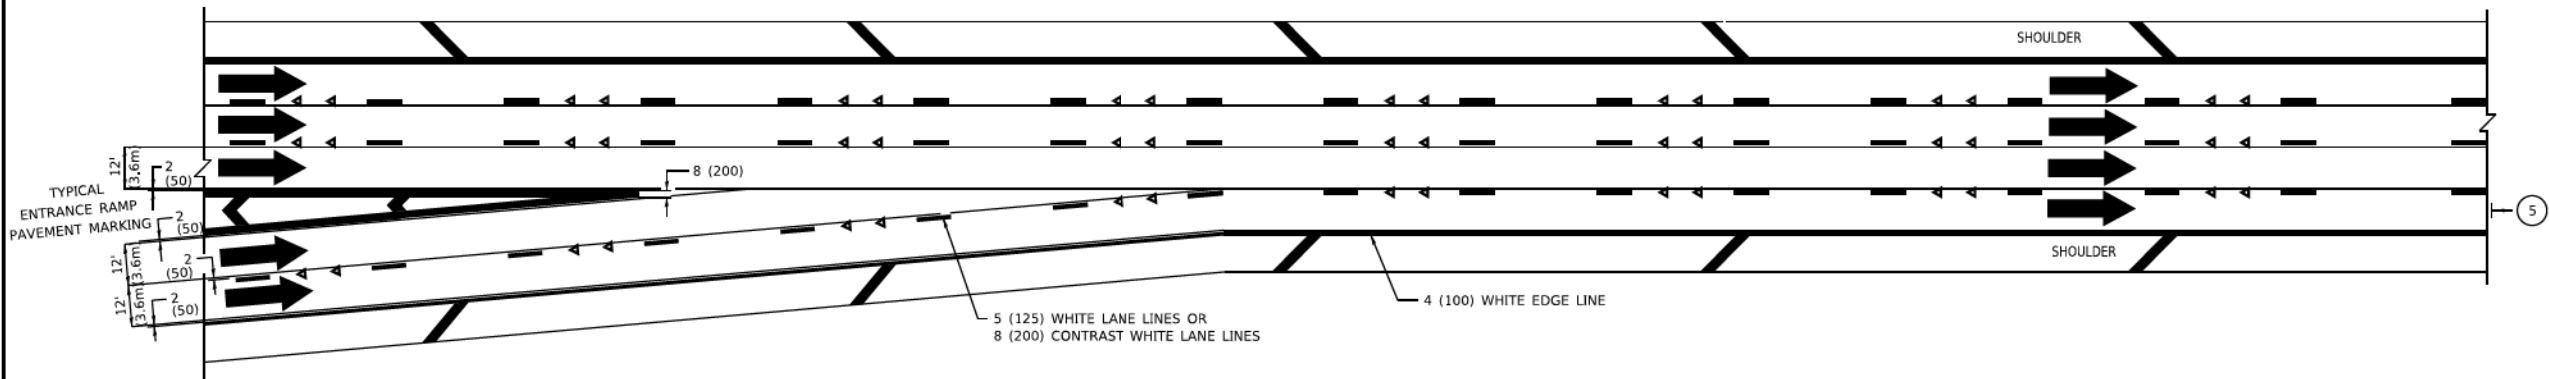 SHOULDER
12'
(3.6m)
2
(50)
8 (200)
TYPICAL
ENTRANCE RAMP
PAVEMENT MARKING
2
(50)
5
12'
(3.6m)
2
(50)
SHOULDER
12'
(3.6m)
2
(50)
4 (100) WHITE EDGE LINE
5 (125) WHITE LANE LINES OR
8 (200) CONTRAST WHITE LANE LINES